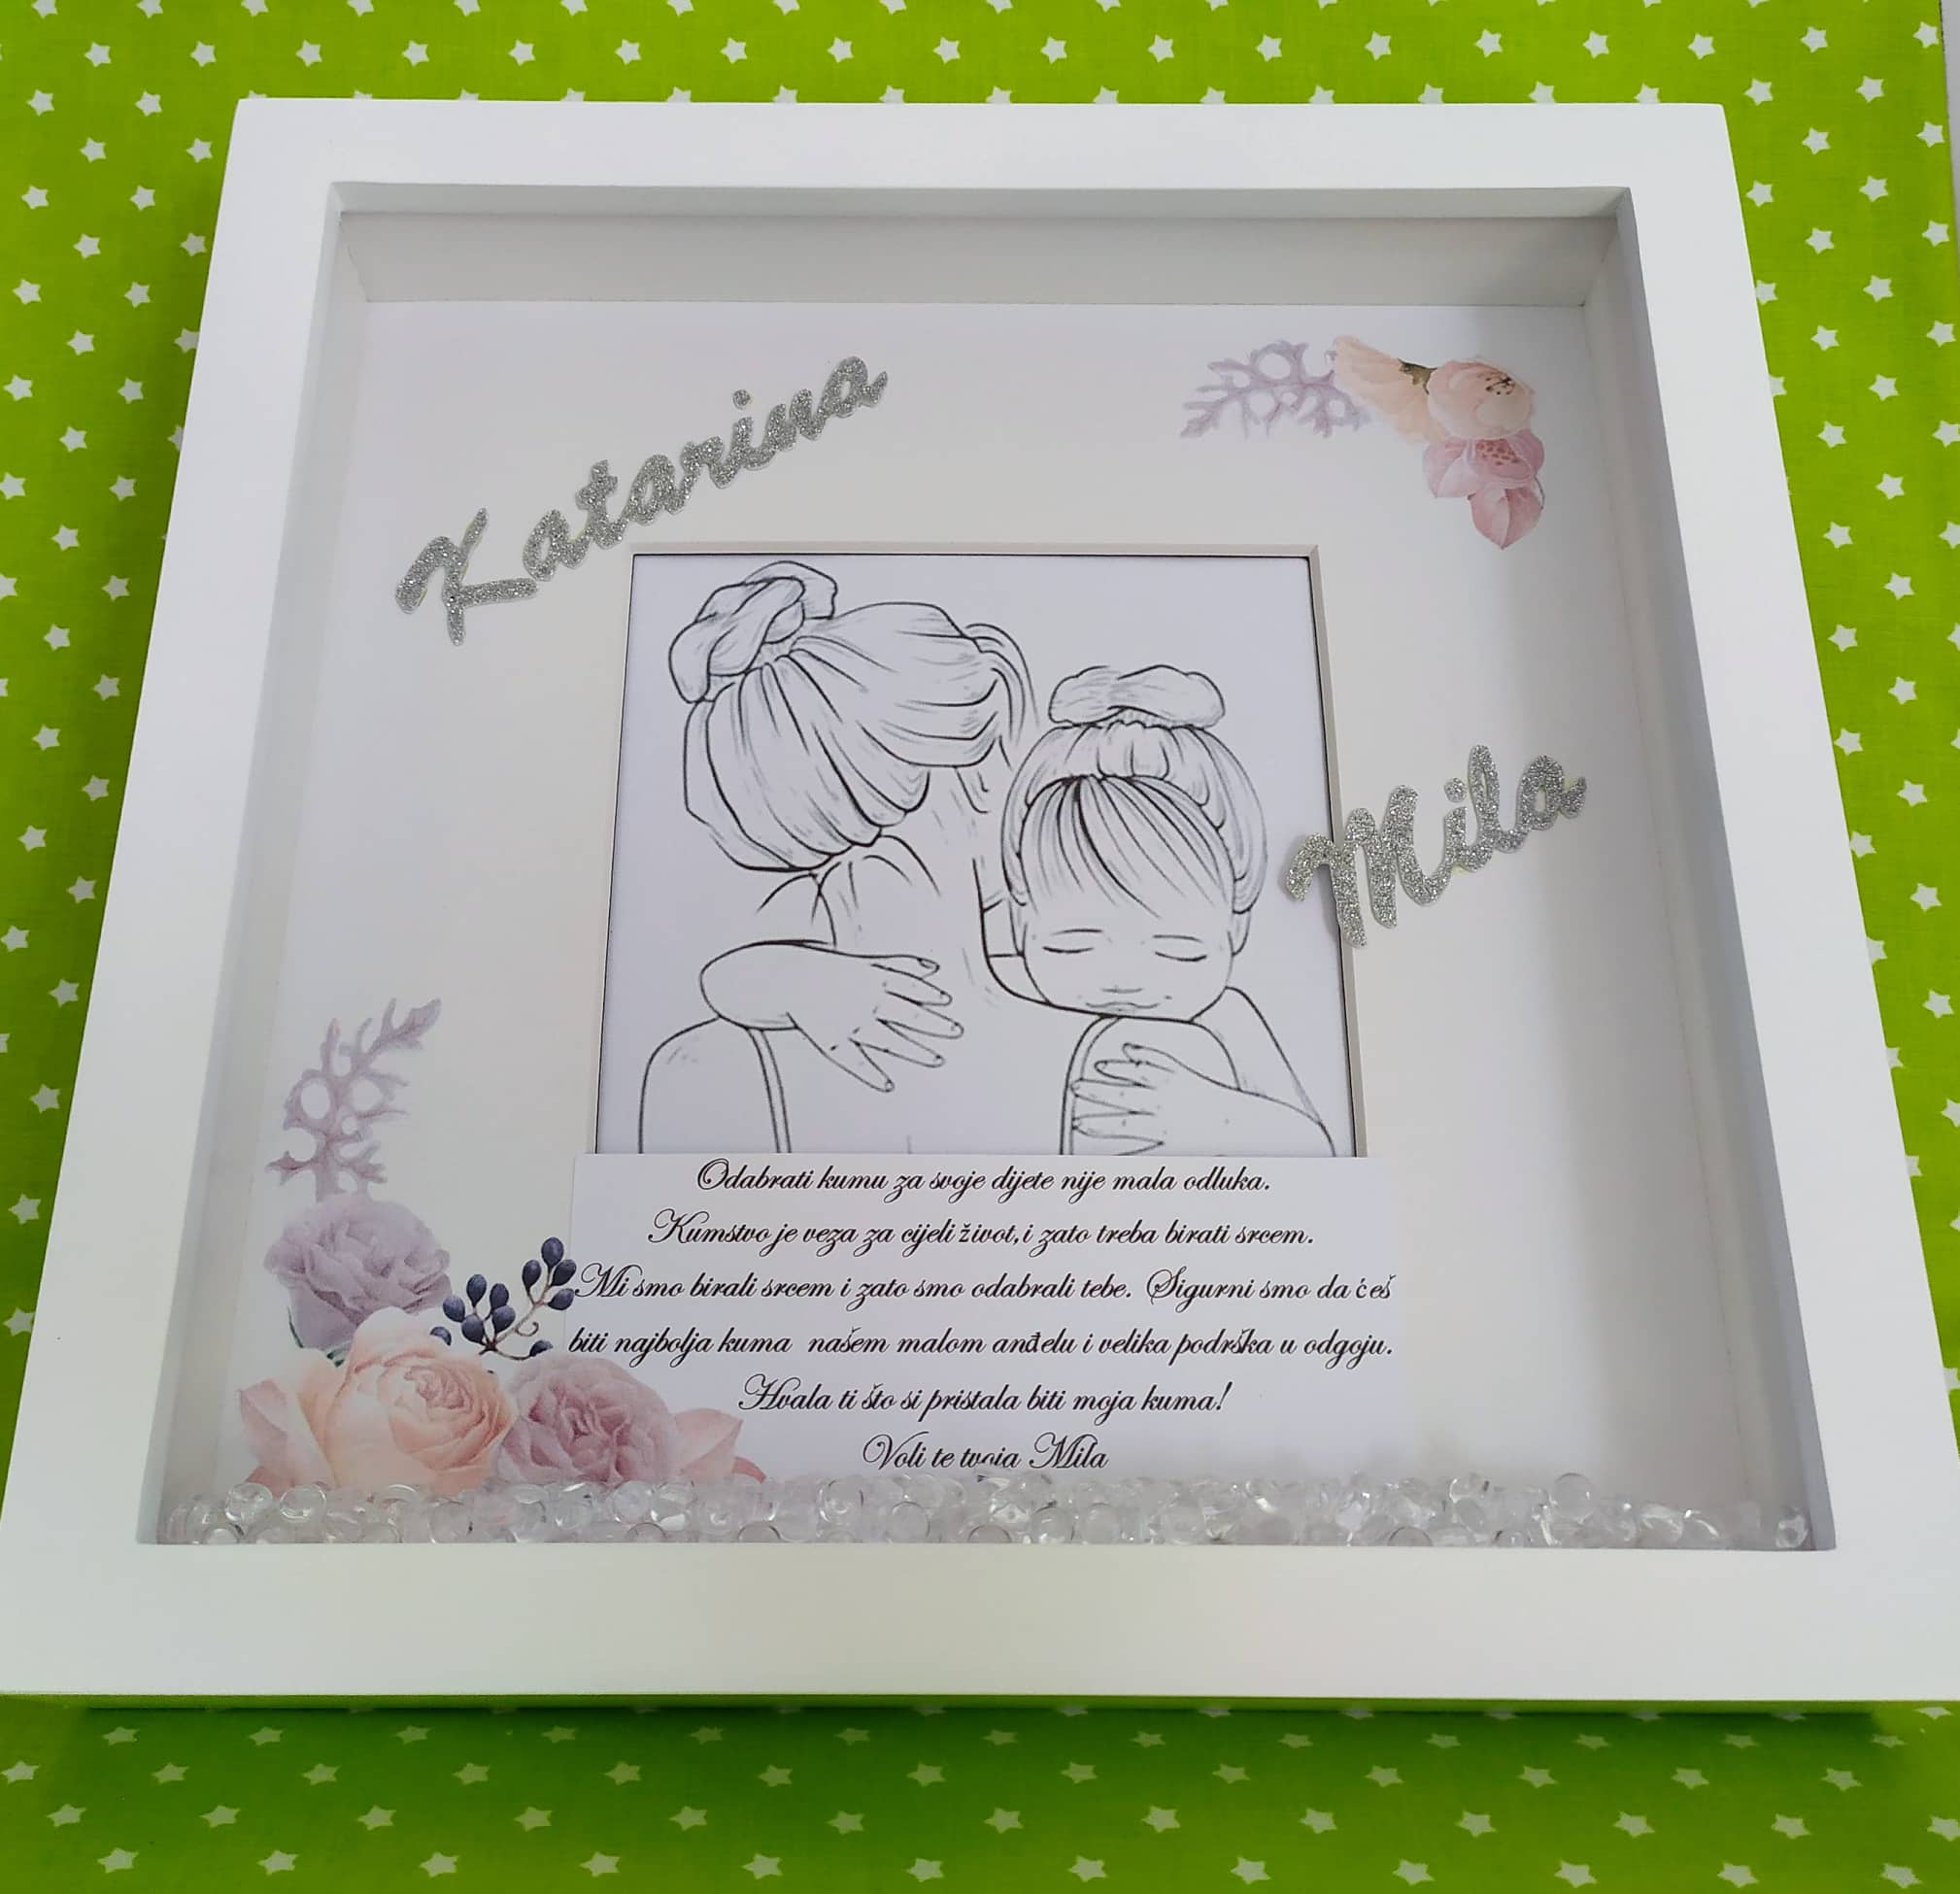 Katarina
Mila
Odabrati kumu za svoje dijete nije mala odluka.
Kumstvo je veza za cijeli život, i zato treba birati srcem.
Mi smo birali srcem i zato smo odabrali tebe. Sigurni smo da ćeš
biti najbolja kuma našem malom anđelu i velika podrška u odgoju.
Hvala ti što si pristala biti moja kuma!
Voli te tvoja Mila